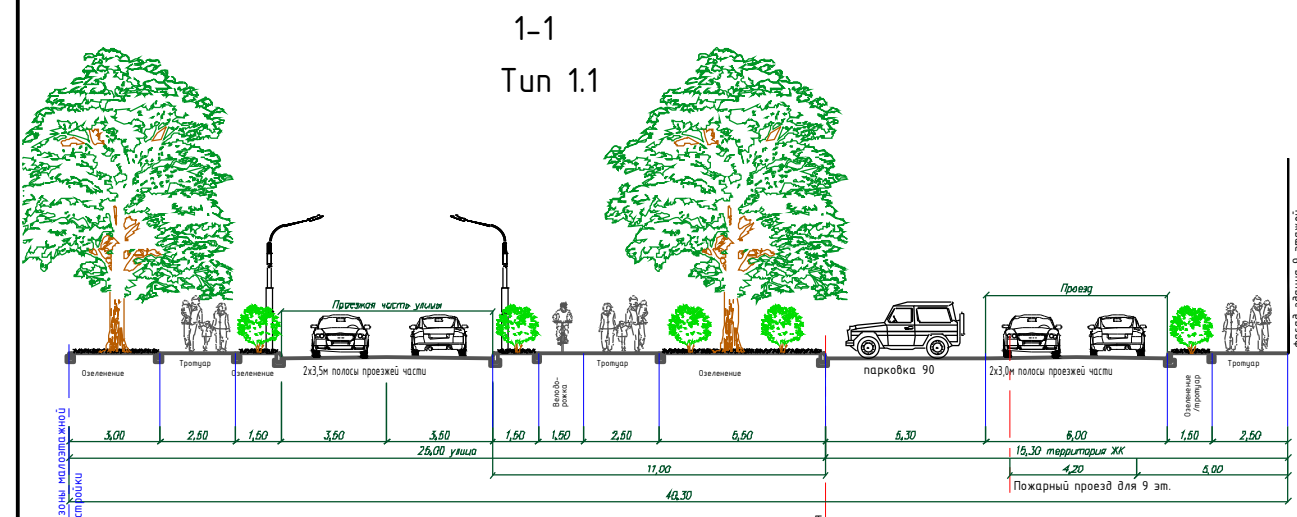 1-1
Тип 1.1
Проезжая часть улицы
Проезд
Озеленение
Тротуар
Озеленение
2х3,5м полосы проезжей части
Велодо-
рожка
Тротуар
Озеленение
парковка 90
2х3,0м полосы проезжей части
Озеленение
/тротуар
Тротуар
3,00 2,50 1,50 3,50 3,50 1,50 1,50 2,50 5,50 5,30 6,00 1,50 2,50
25,00 улица
15,30 территория ЖК
11,00
4,20
5,00
Пожарный проезд для 9 эт.
40,30
зоны малоэтажной
стройки